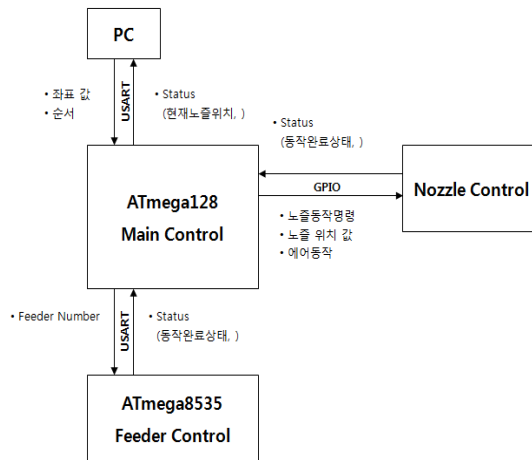 PC
• 좌표 값
• 순서
USART
• Status
(현재노즐위치, )
• Status
(동작완료상태, )
ATmega128
Main Control
GPIO
Nozzle Control
• 노즐동작명령
• 노즐 위치 값
• 에어동작
• Feeder Number
USART
• Status
(동작완료상태, )
ATmega8535
Feeder Control